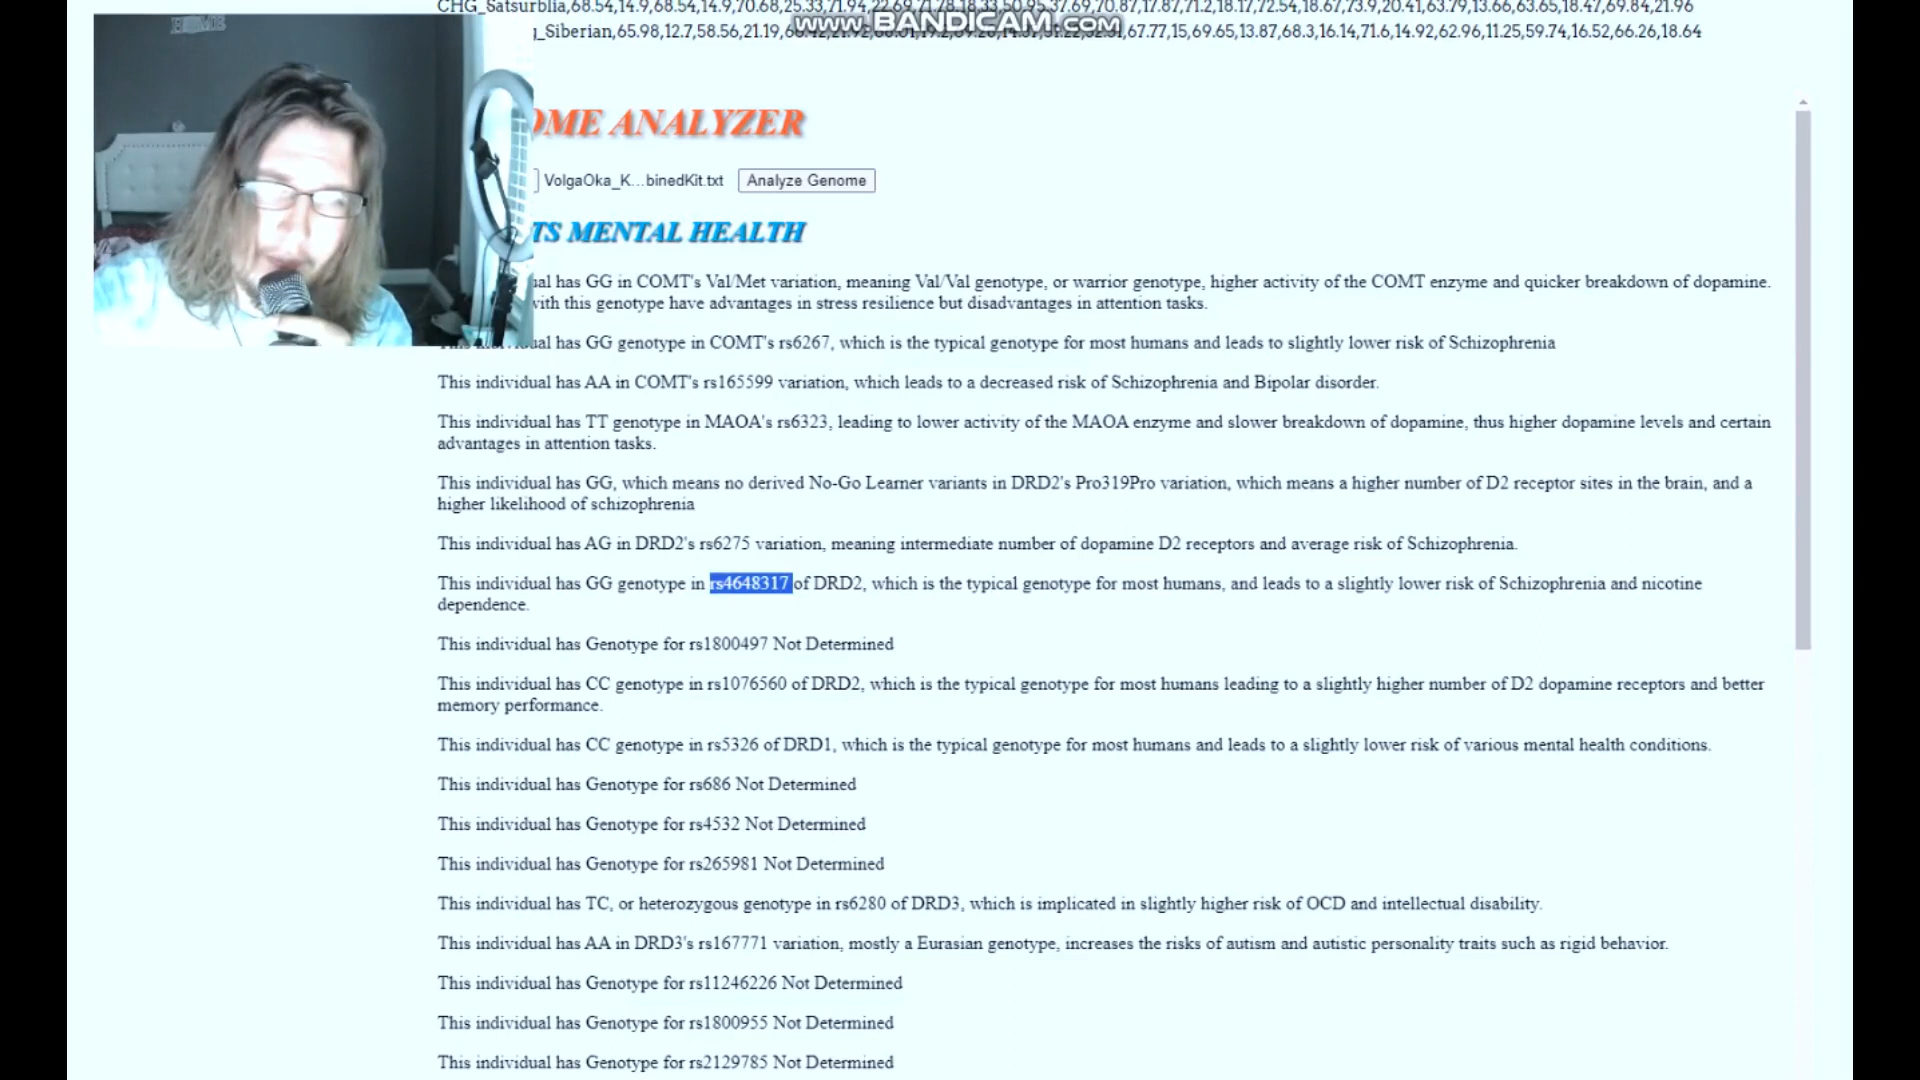 CHG_Satsurblia,68.54,14.9,68.54,14.9,70.68,25.33,71.94,22.69,71.78,18.33,50.95,37.69,70.87,17.87,71.2,18.17,72.54,18.67,73.9,20.41,63.79,13.66,63.65,18.47,69.84,21.96
www.BANDICAM.com
_Siberian,65.98,12.7,58.56,21.19,67.77,15,69.65,13.87,68.3,16.14,71.6,14.92,62.96,11.25,59.74,16.52,66.26,18.64
HOME
OME ANALYZER
VolgaOka_K...binedKit.txt Analyze Genome
TS MENTAL HEALTH
ual has GG in COMT's Val/Met variation, meaning Val/Val genotype, or warrior genotype, higher activity of the COMT enzyme and quicker breakdown of dopamine.
with this genotype have advantages in stress resilience but disadvantages in attention tasks.
This individual has GG genotype in COMT's rs6267, which is the typical genotype for most humans and leads to slightly lower risk of Schizophrenia
This individual has AA in COMT's rs165599 variation, which leads to a decreased risk of Schizophrenia and Bipolar disorder.
This individual has TT genotype in MAOA's rs6323, leading to lower activity of the MAOA enzyme and slower breakdown of dopamine, thus higher dopamine levels and certain
advantages in attention tasks.
This individual has GG, which means no derived No-Go Learner variants in DRD2's Pro319Pro variation, which means a higher number of D2 receptor sites in the brain, and a
higher likelihood of schizophrenia
This individual has AG in DRD2's rs6275 variation, meaning intermediate number of dopamine D2 receptors and average risk of Schizophrenia.
This individual has GG genotype in rs4648317 of DRD2, which is the typical genotype for most humans, and leads to a slightly lower risk of Schizophrenia and nicotine
dependence.
This individual has Genotype for rs1800497 Not Determined
This individual has CC genotype in rs1076560 of DRD2, which is the typical genotype for most humans leading to a slightly higher number of D2 dopamine receptors and better
memory performance.
This individual has CC genotype in rs5326 of DRD1, which is the typical genotype for most humans and leads to a slightly lower risk of various mental health conditions.
This individual has Genotype for rs686 Not Determined
This individual has Genotype for rs4532 Not Determined
This individual has Genotype for rs265981 Not Determined
This individual has TC, or heterozygous genotype in rs6280 of DRD3, which is implicated in slightly higher risk of OCD and intellectual disability.
This individual has AA in DRD3's rs167771 variation, mostly a Eurasian genotype, increases the risks of autism and autistic personality traits such as rigid behavior.
This individual has Genotype for rs11246226 Not Determined
This individual has Genotype for rs1800955 Not Determined
This individual has Genotype for rs2129785 Not Determined